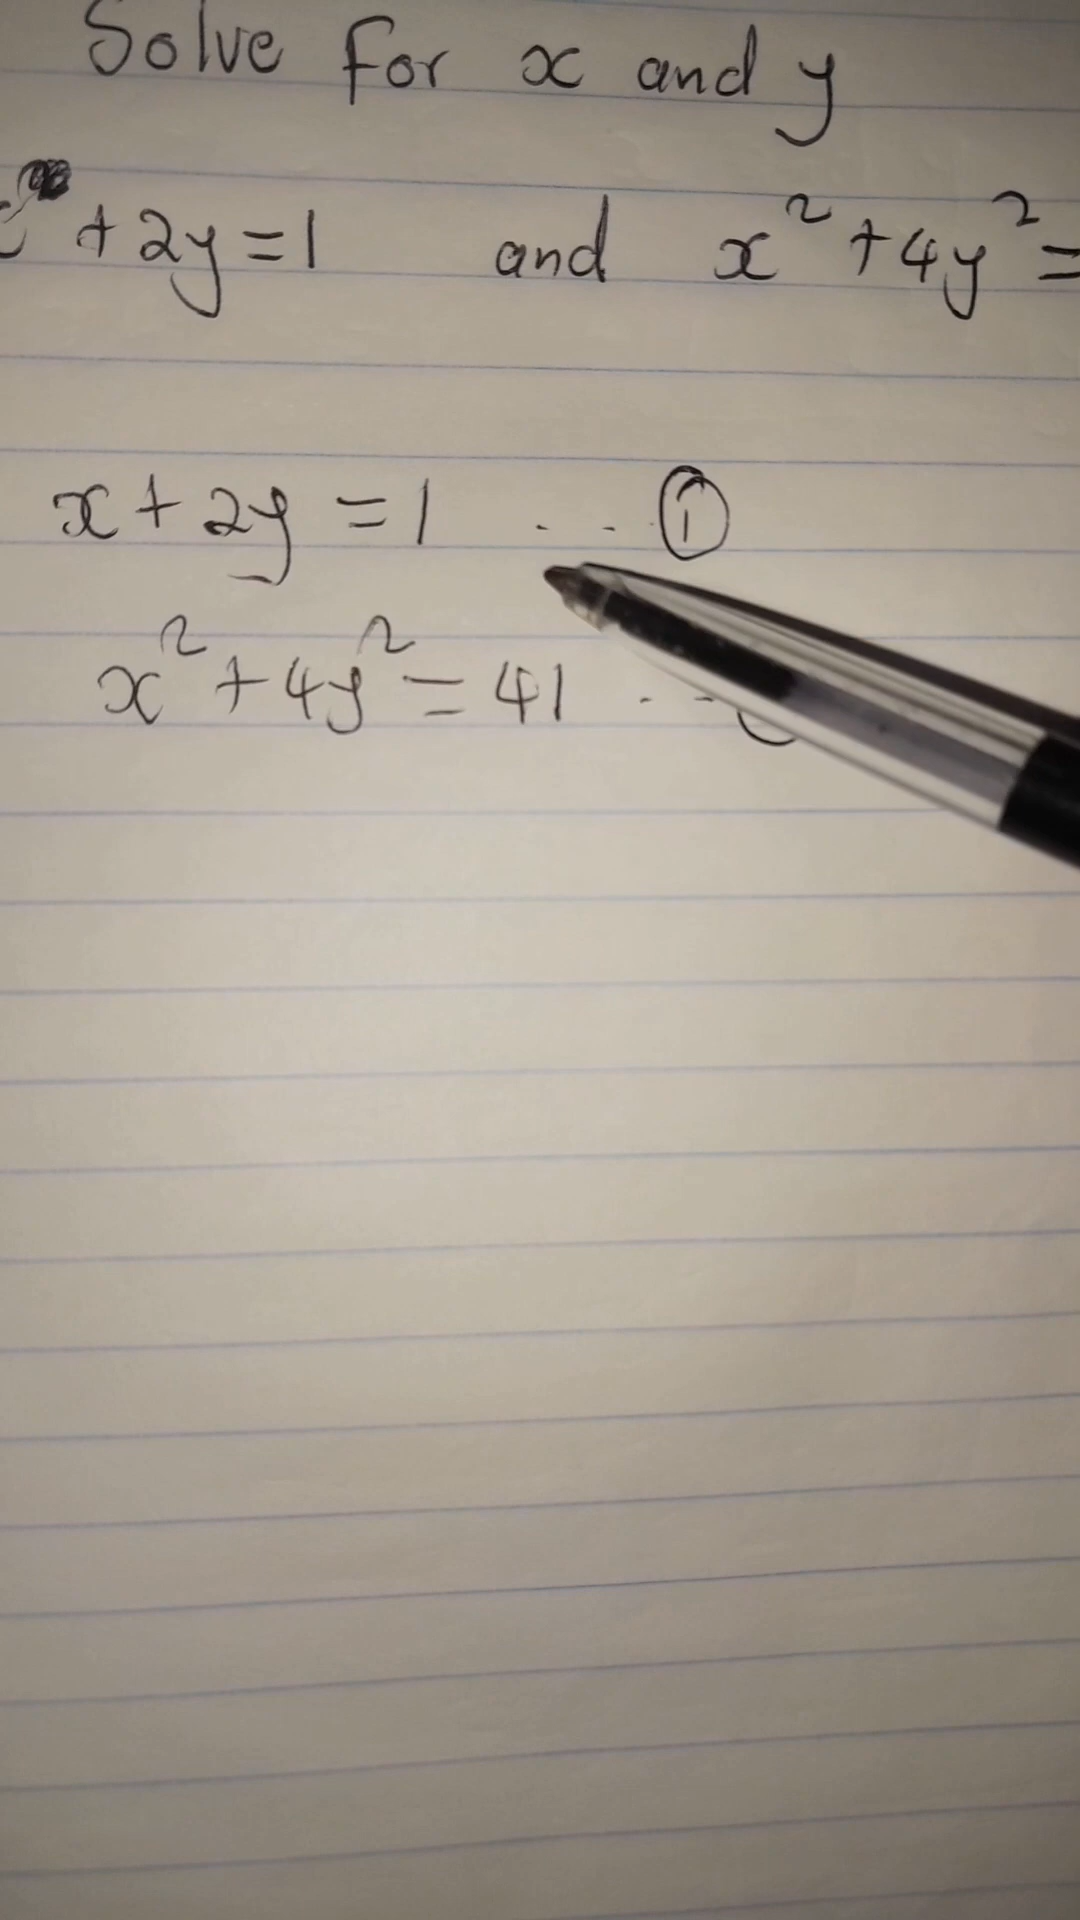 Solve for x and y
+2y=1 and x²+4y²=
x+2y=1 ... ①
x²+4y²=41 ...